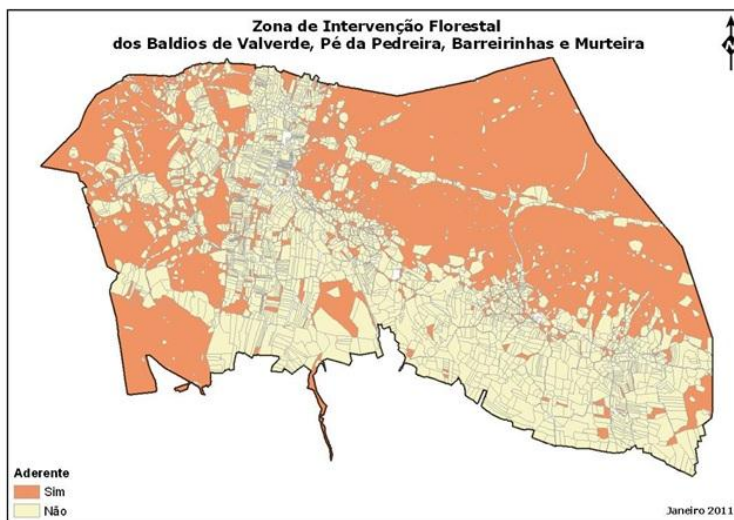 Zona de Intervenção Florestal
dos Baldios de Valverde, Pé da Pedreira, Barreirinhas e Murteira
N
Aderente
Sim
Não
Janeiro 2011